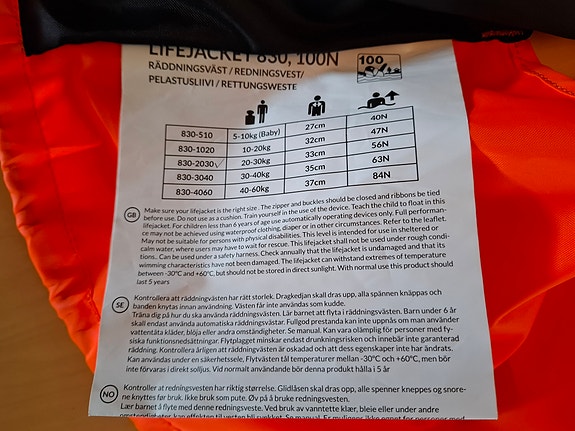 LIFEJACKET 830, 100N
RÄDDNINGSVÄST / REDNINGSVEST/
PELASTUSLIIVI / RETTUNGSWESTE
100
830-510 5-10kg (Baby) 27cm 40N
830-1020 10-20kg 32cm 47N
830-2030✓ 20-30kg 33cm 56N
830-3040 30-40kg 35cm 63N
830-4060 40-60kg 37cm 84N
GB
Make sure your lifejacket is the right size. The zipper and buckles should be closed and ribbons be tied
before use. Do not use as a cushion. Train yourself in the use of the device. Teach the child to float in this
lifejacket. For children less than 6 years of age use automatically operating devices only. Full performan-
ce may not be achieved using waterproof clothing, diaper or in other circumstances. Refer to the leaflet.
May not be suitable for persons with physical disabilities. This level is intended for use in sheltered or
calm water, where users may have to wait for rescue. This lifejacket shall not be used under rough condi-
tions.. Can be used under a safety harness. Check annually that the lifejacket is undamaged and that its
swimming characteristics have not been damaged. The lifejacket can withstand extremes of temperature
between -30°C and +60°C, but should not be stored in direct sunlight. With normal use this product should
last 5 years
SE
Kontrollera att räddningsvästen har rätt storlek. Dragkedjan skall dras upp, alla spännen knäppas och
banden knytas innan användning. Västen får inte användas som kudde.
Träna dig på hur du ska använda räddningsvästen. Lär barnet att flyta i räddningsvästen. Barn under 6 år
skall endast använda automatiska räddningsvästar. Fullgod prestanda kan inte uppnås om man använder
vattentäta kläder, blöja eller andra omständigheter. Se manual. Kan vara olämplig för personer med fy-
siska funktionsnedsättningar. Flytplagget minskar endast drunkningsrisken och innebär inte garanterad
räddning. Kontrollera årligen att räddningsvästen är oskadad och att dess egenskaper inte har ändrats.
Kan användas under en säkerhetssele. Flytvästen tål temperaturer mellan -30°C och +60°C, men bör
inte förvaras i direkt solljus. Vid normalt användande bör denna produkt hålla i 5 år
NO
Kontroller at redningsvesten har riktig størrelse. Glidlåsen skal dras opp, alle spenner kneppes og snore-
ne knyttes før bruk. Ikke bruk som pute. Øv på å bruke redningsvesten.
Lær barnet å flyte med denne redningsveste. Ved bruk av vanntette klær, bleie eller under andre
omstendigheter kan effekten til vesten bli svekket. Se manual. Er muligens ikke egnet for personer med